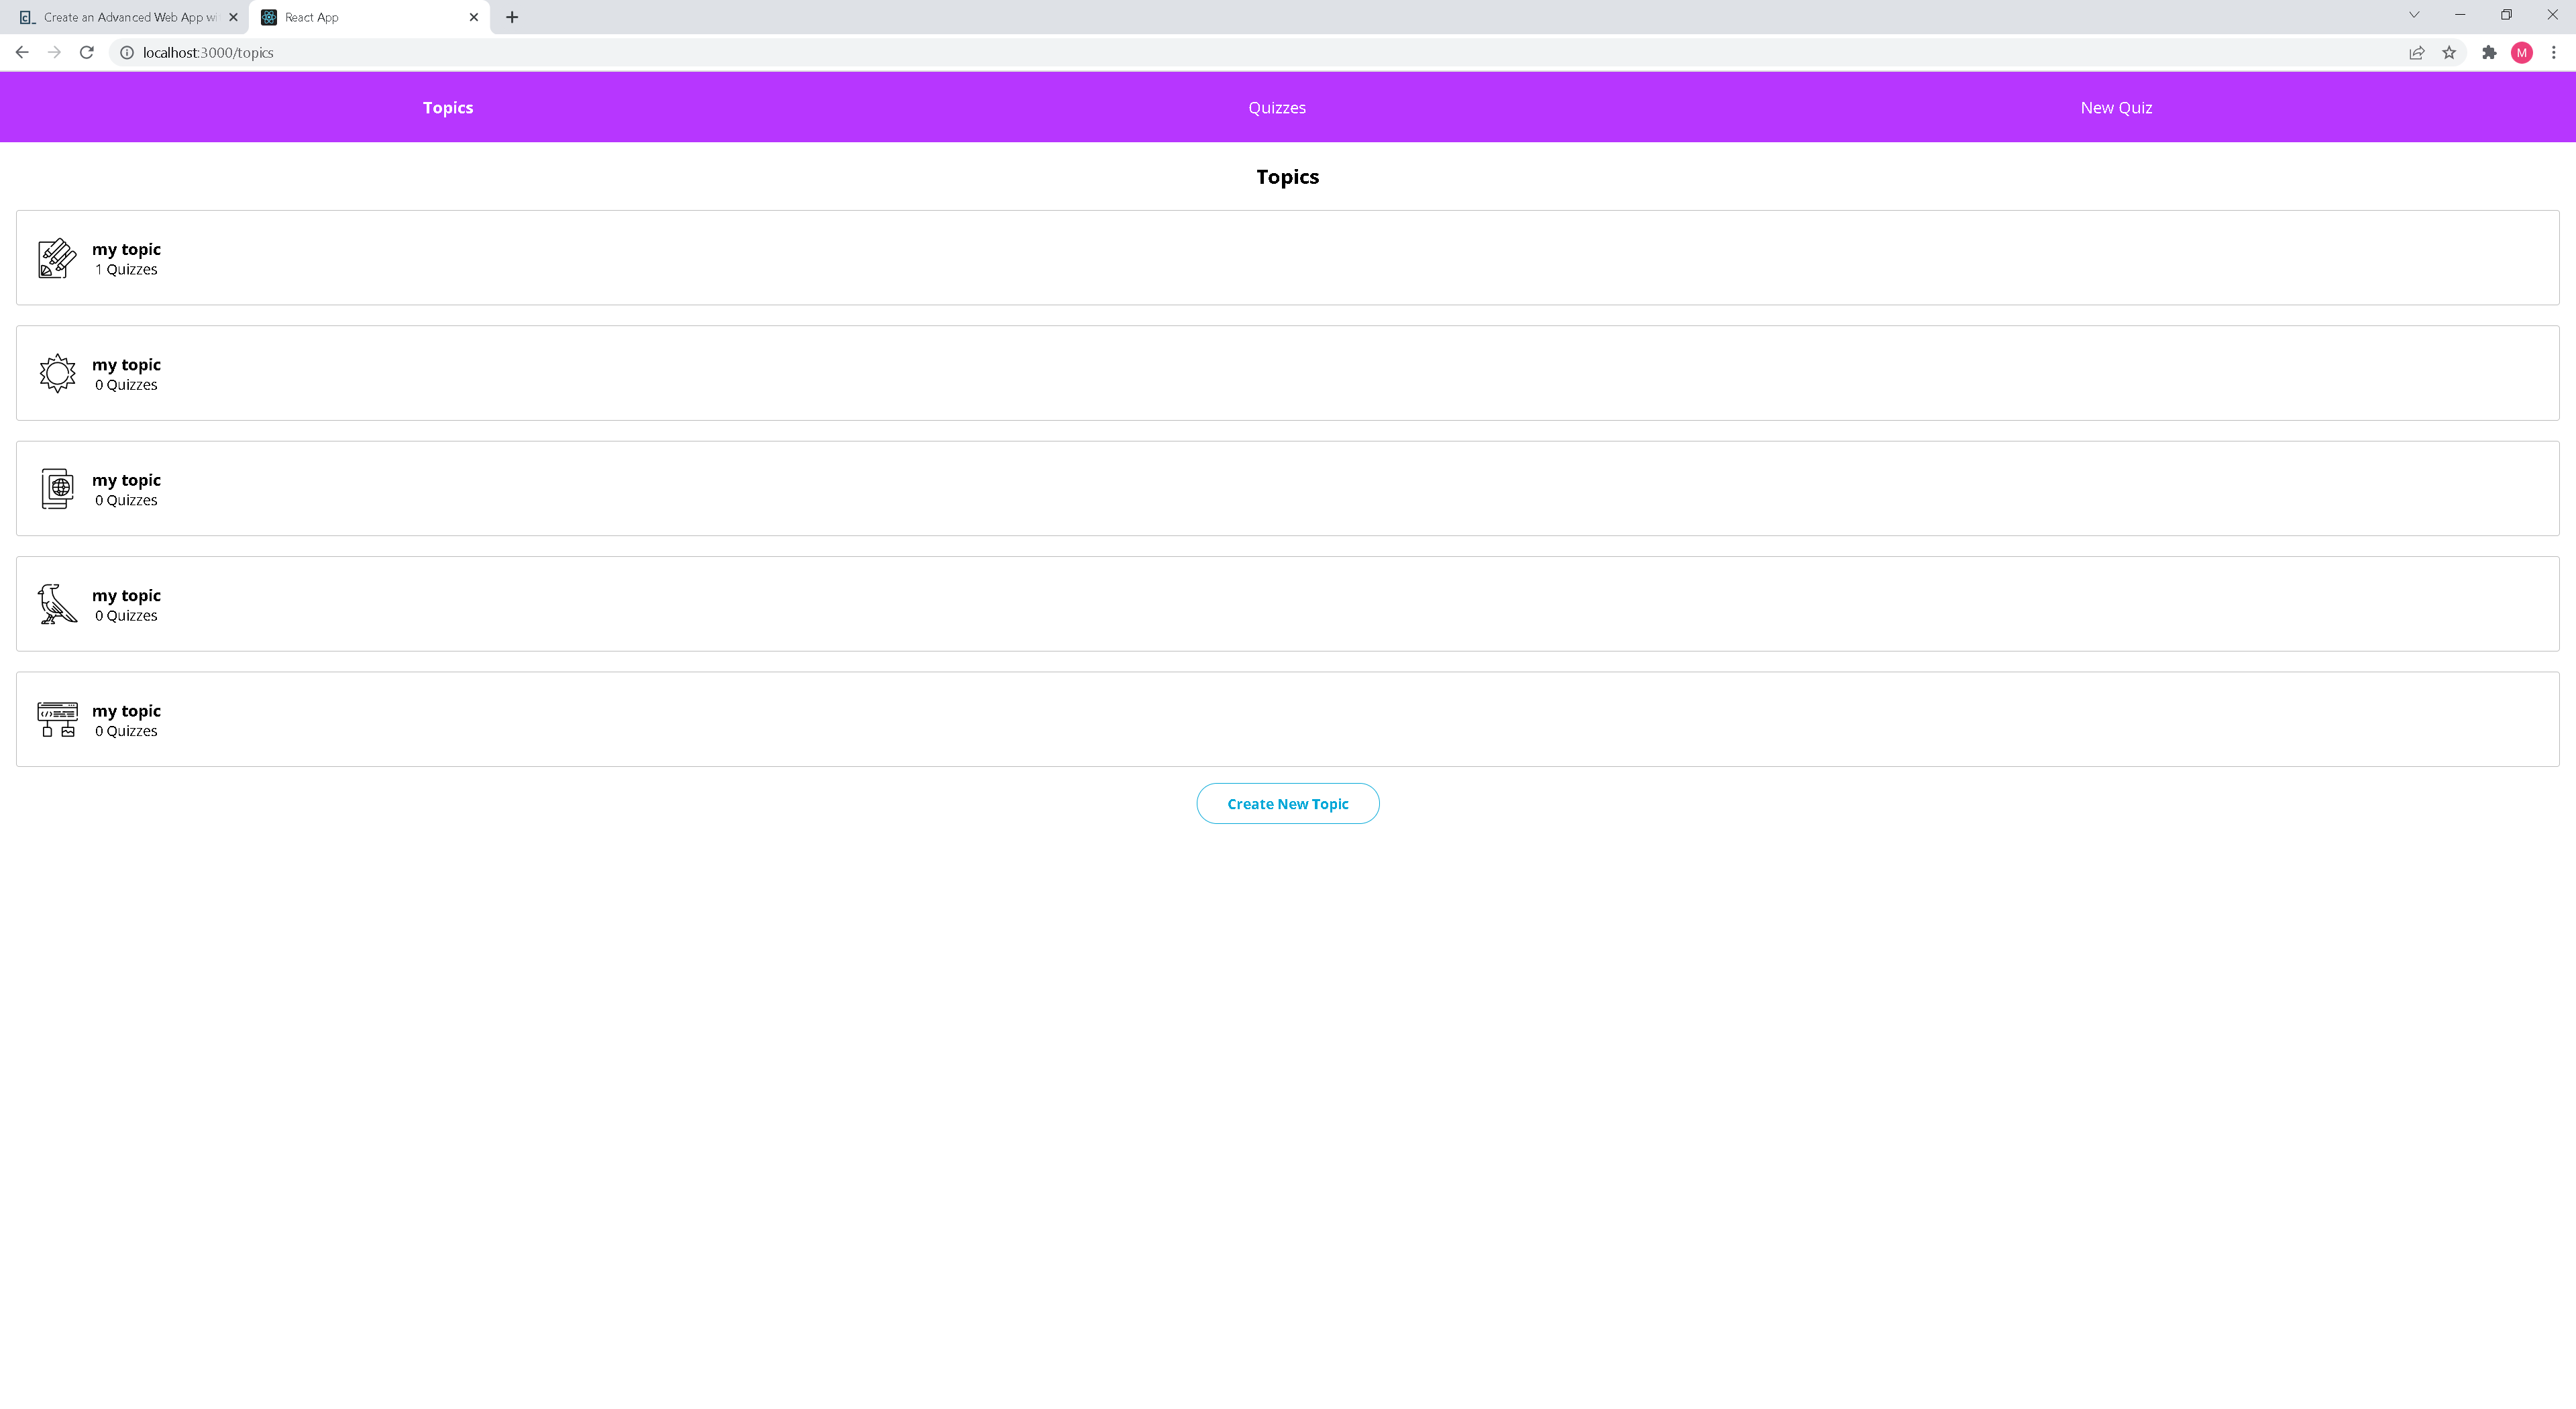 Create an Advanced Web App wi
React App
localhost:3000/topics
M
Topics
Quizzes
New Quiz
Topics
my topic
1 Quizzes
my topic
0 Quizzes
my topic
0 Quizzes
my topic
0 Quizzes
my topic
0 Quizzes
Create New Topic